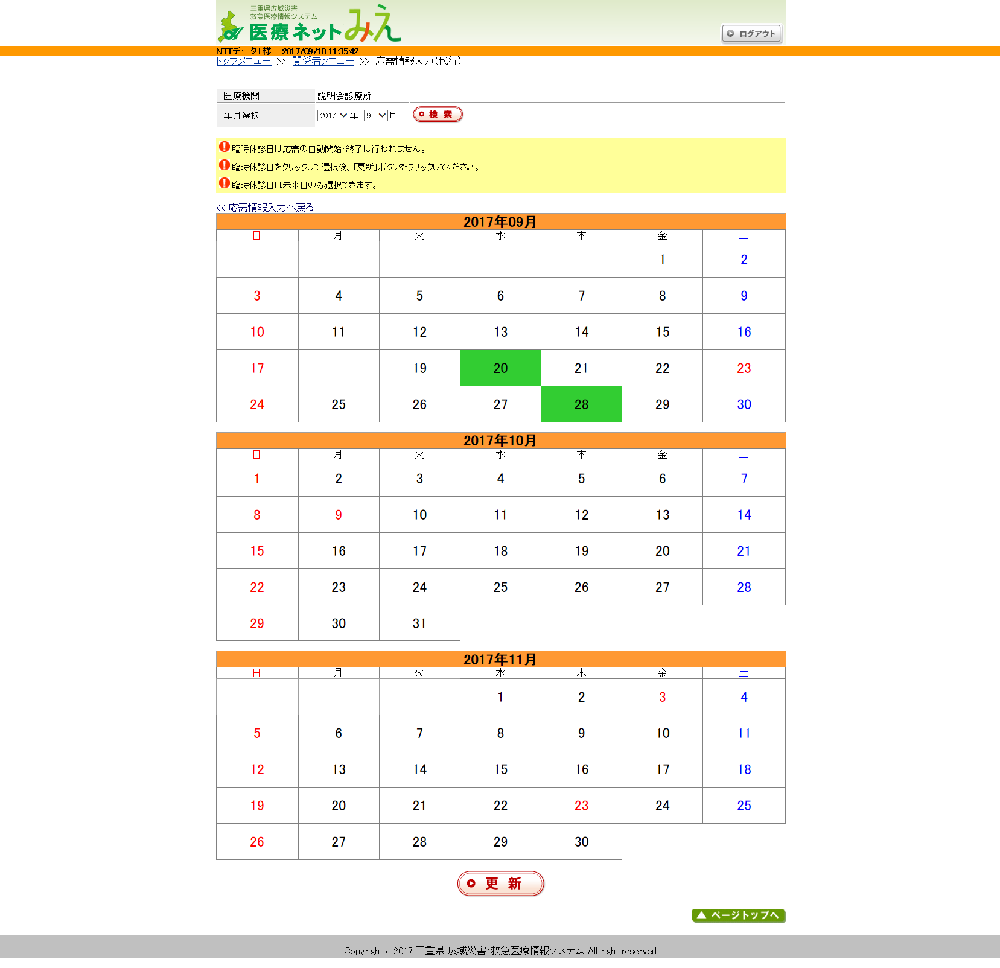 三重県広域災害
救急医療情報システム
医療ネットみえ
ログアウト
NTTデータ1様 2017/09/18 11:35:42
トップメニュー >> 関係者メニュー >> 応需情報入力(代行)
医療機関 説明会診療所
年月選択 2017年 9月 検索
臨時休診日は応需の自動開始・終了は行われません。
臨時休診日をクリックして選択後、「更新」ボタンをクリックしてください。
臨時休診日は未来日のみ選択できます。
<< 応需情報入力へ戻る
2017年09月
日 月 火 水 木 金 土
1 2
3 4 5 6 7 8 9
10 11 12 13 14 15 16
17 19 20 21 22 23
24 25 26 27 28 29 30
2017年10月
日 月 火 水 木 金 土
1 2 3 4 5 6 7
8 9 10 11 12 13 14
15 16 17 18 19 20 21
22 23 24 25 26 27 28
29 30 31
2017年11月
日 月 火 水 木 金 土
1 2 3 4
5 6 7 8 9 10 11
12 13 14 15 16 17 18
19 20 21 22 23 24 25
26 27 28 29 30
更新
▲ ページトップへ
Copyright c 2017 三重県 広域災害・救急医療情報システム All right reserved